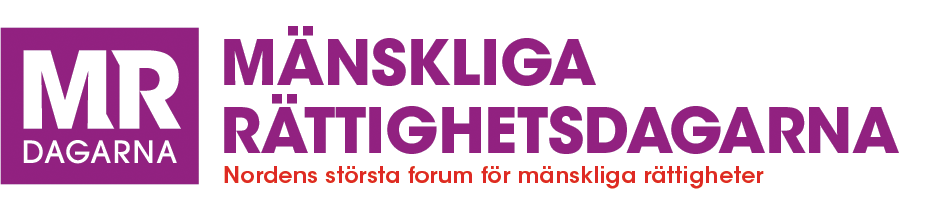 MR
DAGARNA
MÄNSKLIGA
RÄTTIGHETSDAGARNA
Nordens största forum för mänskliga rättigheter